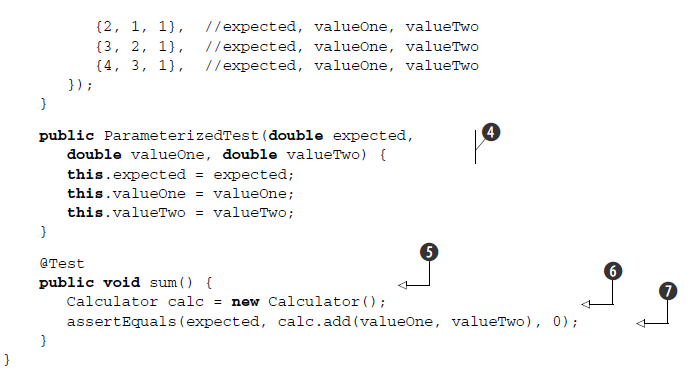 {2, 1, 1},  //expected, valueOne, valueTwo
{3, 2, 1},  //expected, valueOne, valueTwo
{4, 3, 1},  //expected, valueOne, valueTwo
});
}
public ParameterizedTest(double expected, 4
double valueOne, double valueTwo) {
this.expected = expected;
this.valueOne = valueOne;
this.valueTwo = valueTwo;
}
@Test
public void sum() { 5
Calculator calc = new Calculator(); 6
assertEquals(expected, calc.add(valueOne, valueTwo), 0); 7
}
}